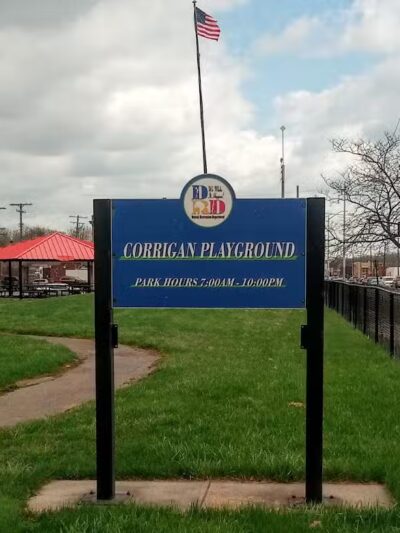 CORRIGAN PLAYGROUND
PARK HOURS 7:00AM - 10:00PM